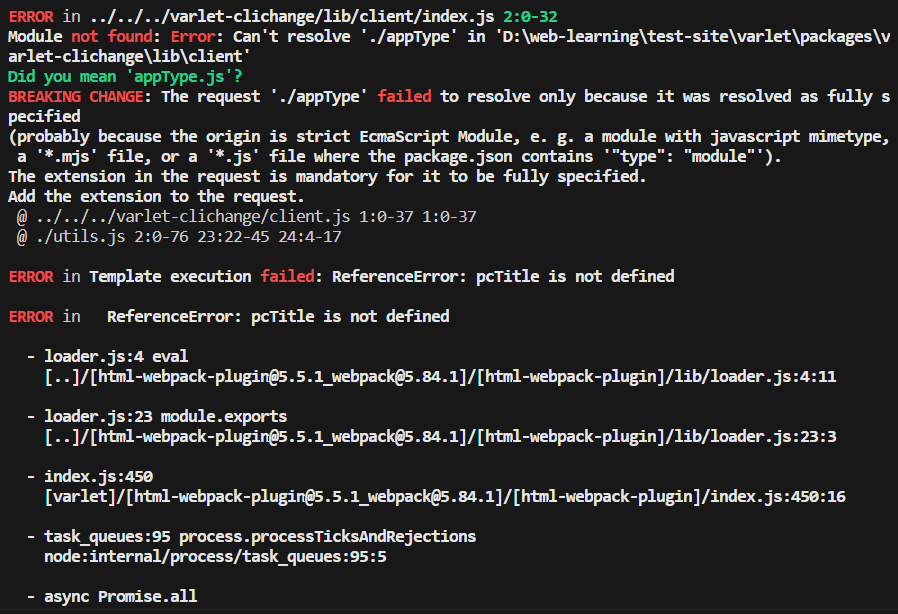 ERROR in ../../../varlet-clichange/lib/client/index.js 2:0-32
Module not found: Error: Can't resolve './appType' in 'D:\web-learning\test-site\varlet\packages\v
arlet-clichange\lib\client'
Did you mean 'appType.js'?
BREAKING CHANGE: The request './appType' failed to resolve only because it was resolved as fully s
pecified
(probably because the origin is strict EcmaScript Module, e. g. a module with javascript mimetype,
 a '*.mjs' file, or a '*.js' file where the package.json contains '"type": "module"').
The extension in the request is mandatory for it to be fully specified.
Add the extension to the request.
 @ ../../../varlet-clichange/client.js 1:0-37 1:0-37
 @ ./utils.js 2:0-76 23:22-45 24:4-17
ERROR in Template execution failed: ReferenceError: pcTitle is not defined
ERROR in   ReferenceError: pcTitle is not defined
  - loader.js:4 eval
    [..]/[html-webpack-plugin@5.5.1_webpack@5.84.1]/[html-webpack-plugin]/lib/loader.js:4:11
  - loader.js:23 module.exports
    [..]/[html-webpack-plugin@5.5.1_webpack@5.84.1]/[html-webpack-plugin]/lib/loader.js:23:3
  - index.js:450
    [varlet]/[html-webpack-plugin@5.5.1_webpack@5.84.1]/[html-webpack-plugin]/index.js:450:16
  - task_queues:95 process.processTicksAndRejections
    node:internal/process/task_queues:95:5
  - async Promise.all